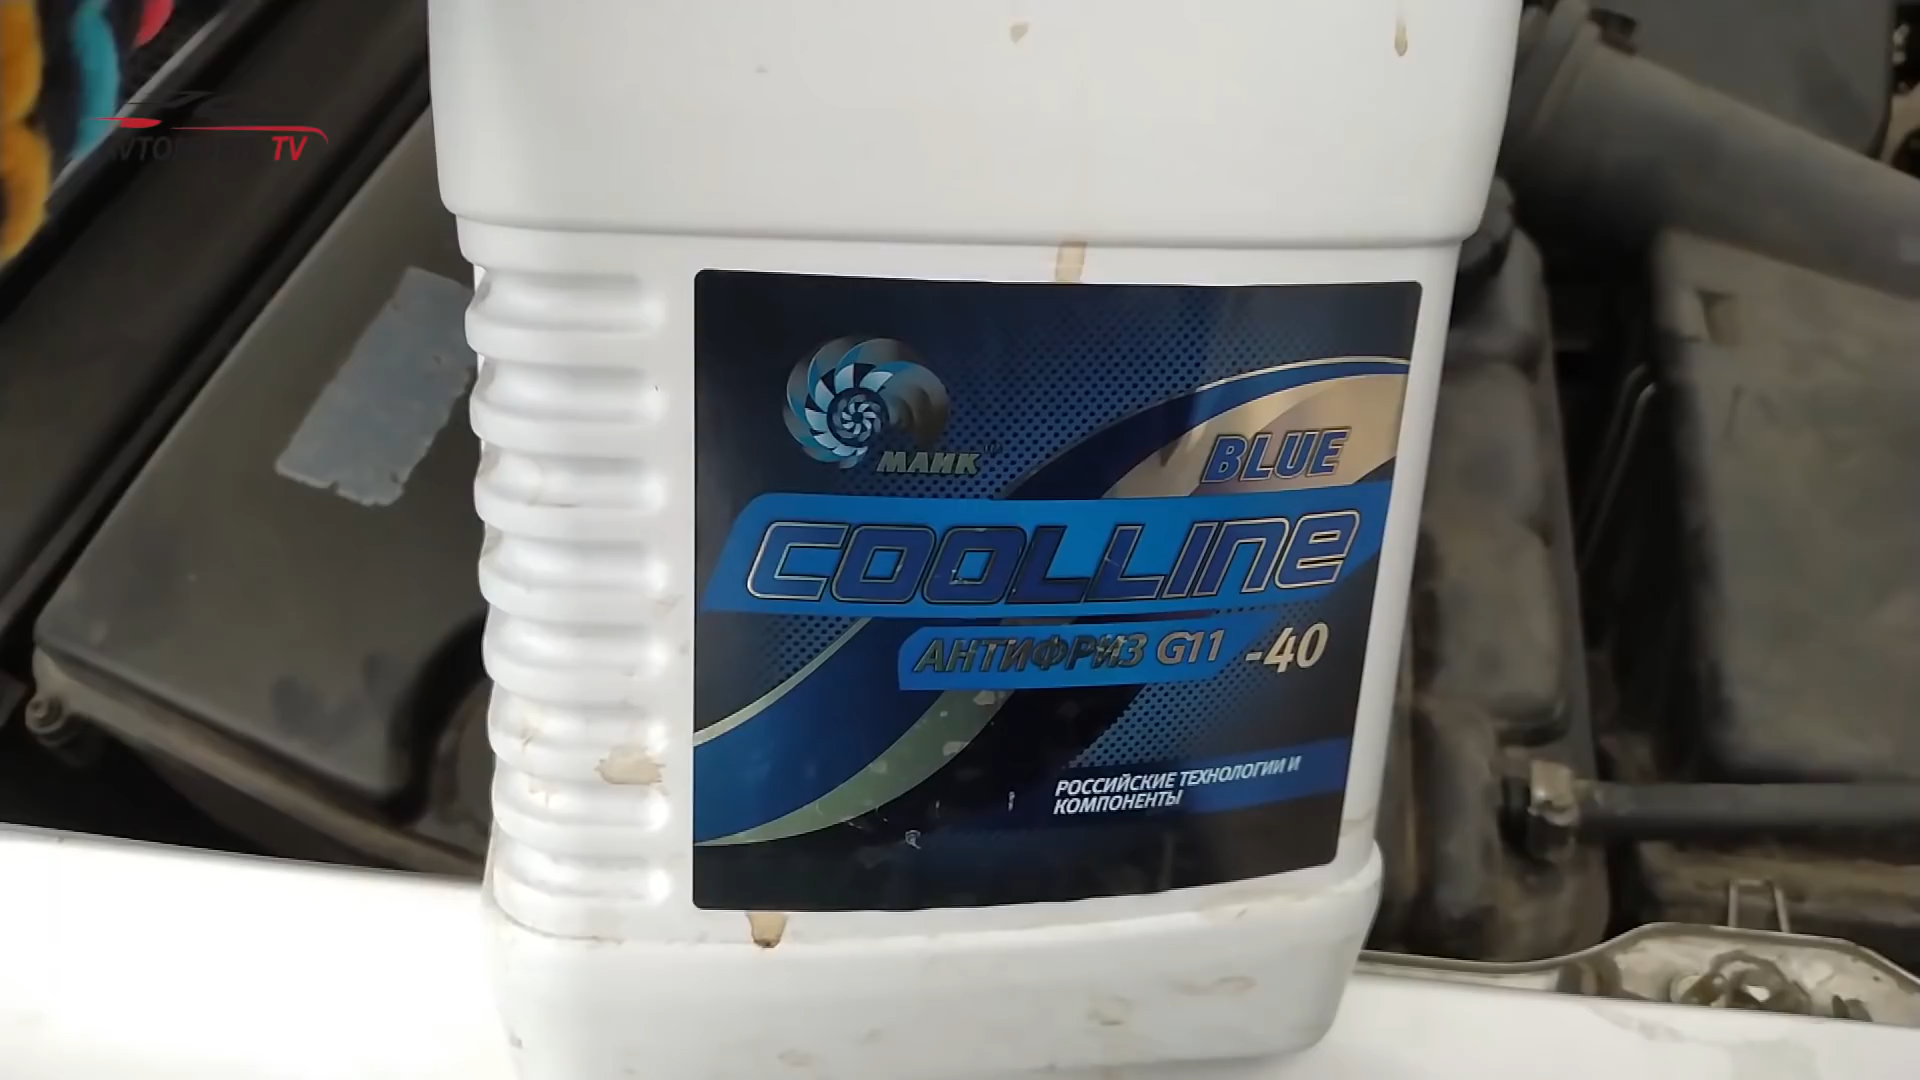 TV
МАИК
BLUE
COOLLINE
АНТИФРИЗ G11 -40
РОССИЙСКИЕ ТЕХНОЛОГИИ И
КОМПОНЕНТЫ